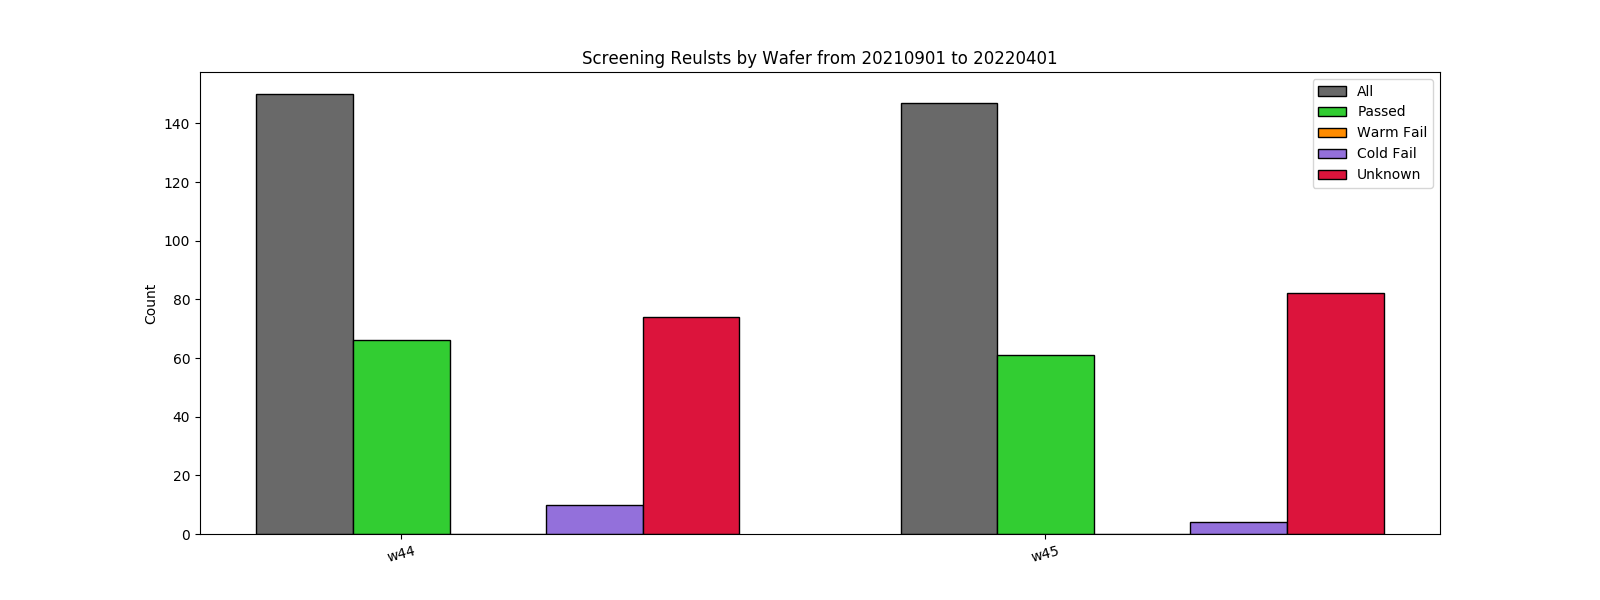 Screening Reulsts by Wafer from 20210901 to 20220401
All
Passed
Warm Fail
Cold Fail
Unknown
140
120
100
80
60
40
20
0
Count
w44
w45